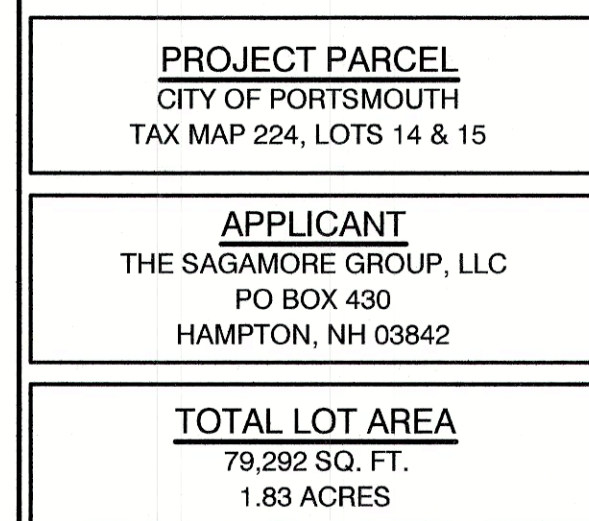 PROJECT PARCEL
CITY OF PORTSMOUTH
TAX MAP 224, LOTS 14 & 15
APPLICANT
THE SAGAMORE GROUP, LLC
PO BOX 430
HAMPTON, NH 03842
TOTAL LOT AREA
79,292 SQ. FT.
1.83 ACRES